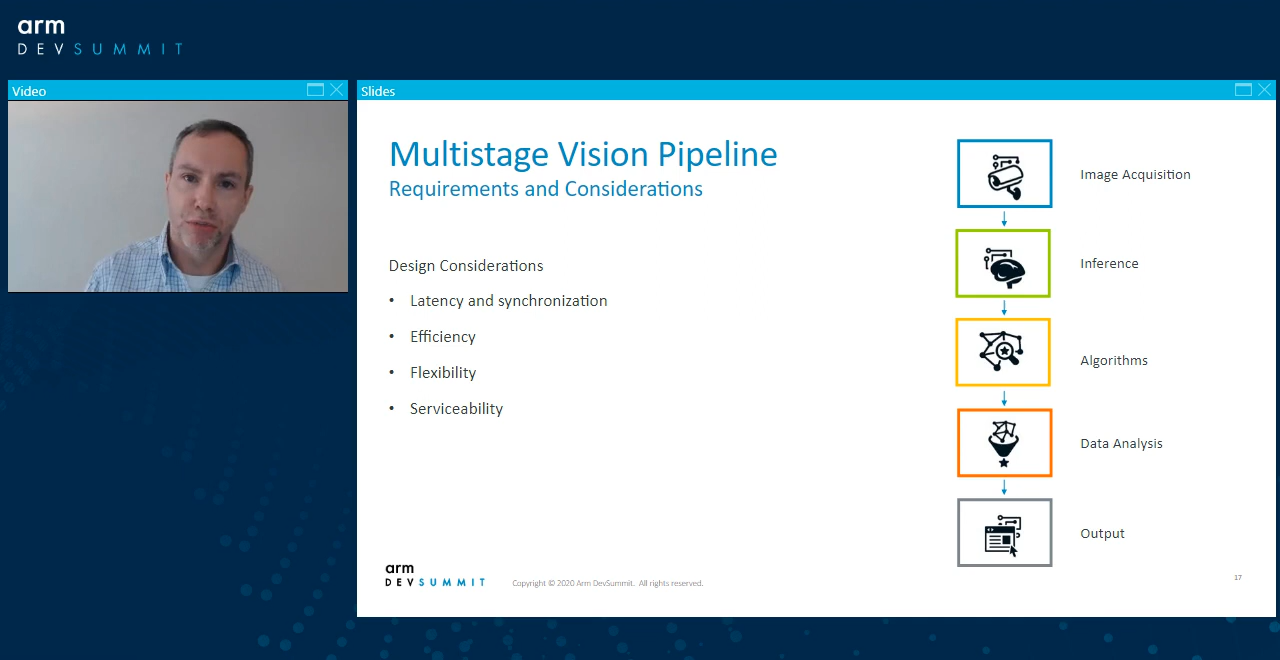 arm
DEVSUMMIT
Video
Slides
Multistage Vision Pipeline
Requirements and Considerations
Design Considerations
• Latency and synchronization
• Efficiency
• Flexibility
• Serviceability
Image Acquisition
Inference
Algorithms
Data Analysis
Output
arm
DEVSUMMIT
Copyright © 2020 Arm DevSummit. All rights reserved.
17